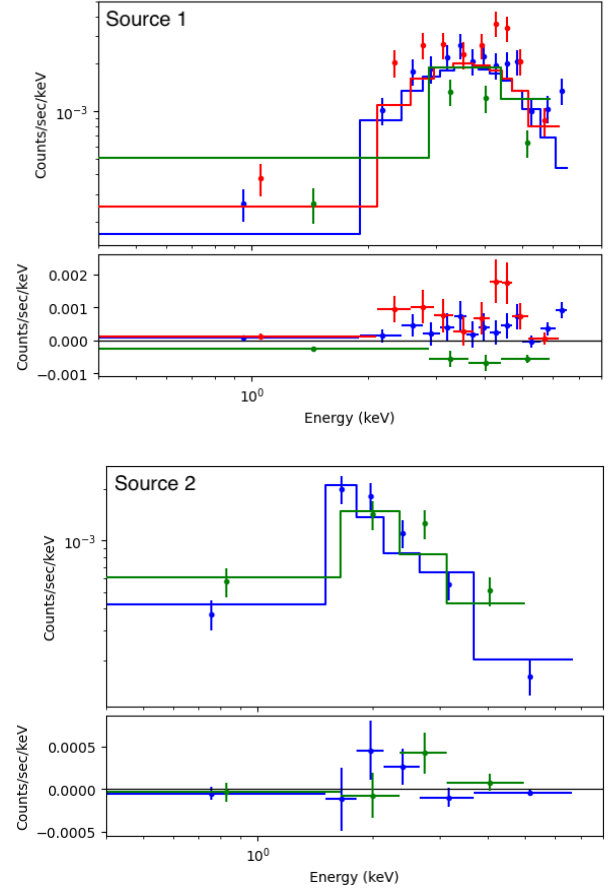 Source 1
Counts/sec/keV
10⁻³
Counts/sec/keV
0.002
0.001
0.000
−0.001
10⁰
Energy (keV)
Source 2
Counts/sec/keV
10⁻³
Counts/sec/keV
0.0005
0.0000
−0.0005
10⁰
Energy (keV)